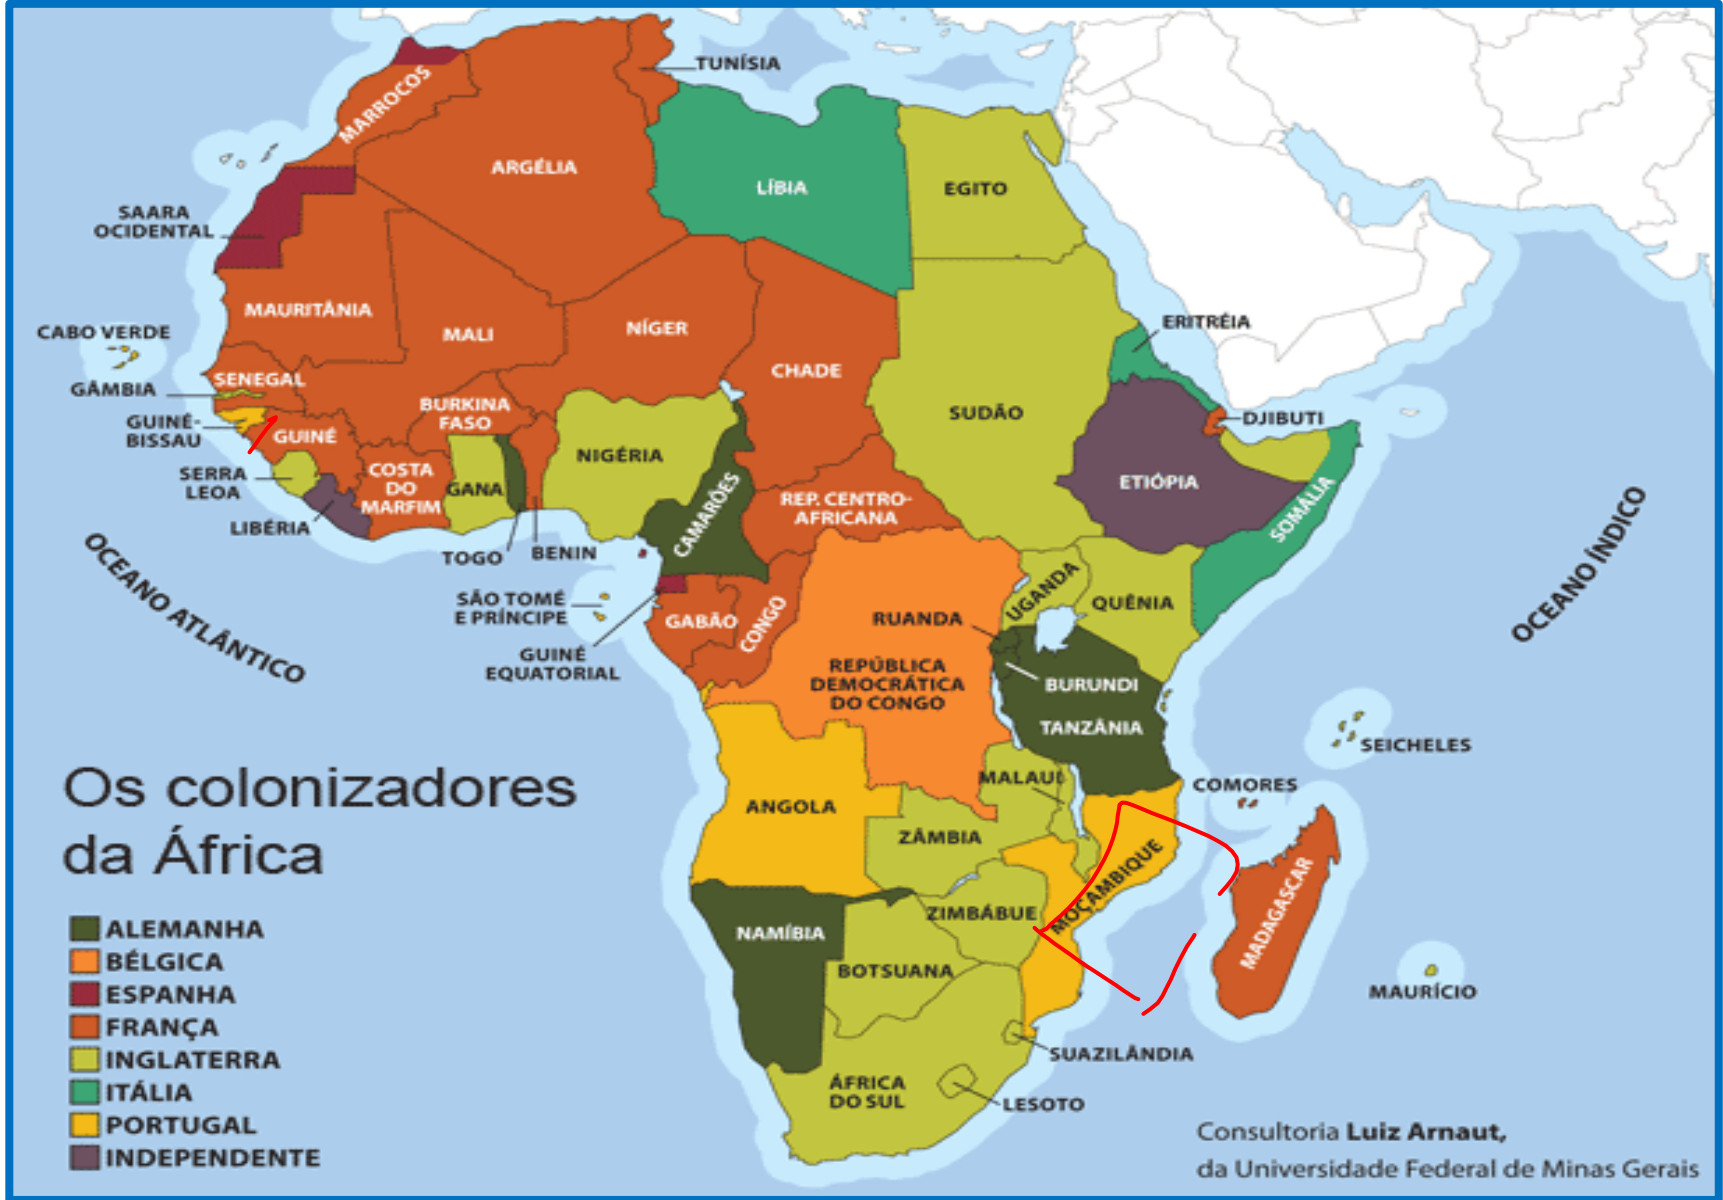 TUNÍSIA
MARROCOS
ARGÉLIA
LÍBIA
EGITO
SAARA
OCIDENTAL
MAURITÂNIA
MALI
NÍGER
CHADE
SUDÃO
ERITRÉIA
CABO VERDE
SENEGAL
GÂMBIA
GUINÉ-
BISSAU
GUINÉ
BURKINA
FASO
DJIBUTI
NIGÉRIA
ETIÓPIA
SERRA
LEOA
COSTA
DO
MARFIM
GANA
CAMARÕES
REP. CENTRO-
AFRICANA
SOMÁLIA
LIBÉRIA
TOGO
BENIN
OCEANO ATLÂNTICO
OCEANO ÍNDICO
SÃO TOMÉ
E PRÍNCIPE
GUINÉ
EQUATORIAL
GABÃO
CONGO
UGANDA
QUÊNIA
RUANDA
REPÚBLICA
DEMOCRÁTICA
DO CONGO
BURUNDI
TANZÂNIA
SEICHELES
COMORES
MALAUI
ANGOLA
ZÂMBIA
MOÇAMBIQUE
MADAGASCAR
ZIMBÁBUE
NAMÍBIA
BOTSUANA
MAURÍCIO
SUAZILÂNDIA
ÁFRICA
DO SUL
LESOTO
Os colonizadores
da África
ALEMANHA
BÉLGICA
ESPANHA
FRANÇA
INGLATERRA
ITÁLIA
PORTUGAL
INDEPENDENTE
Consultoria Luiz Arnaut,
da Universidade Federal de Minas Gerais